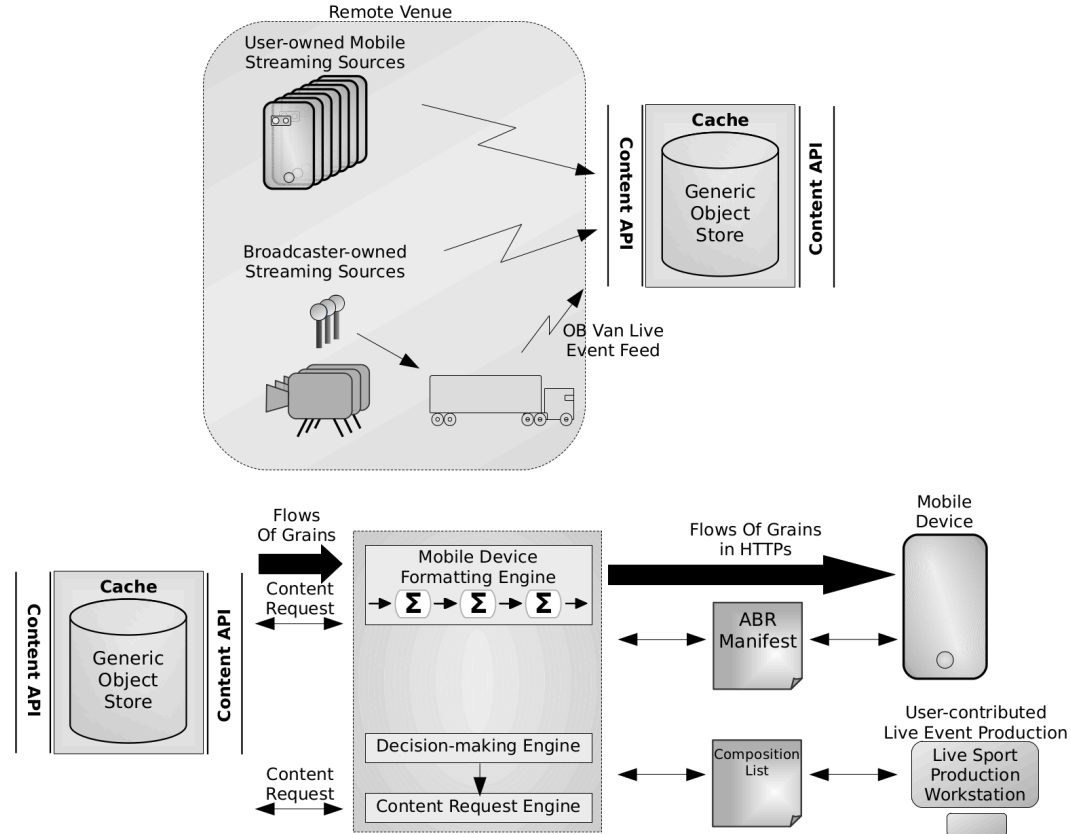 Remote Venue
User-owned Mobile
Streaming Sources
Broadcaster-owned
Streaming Sources
OB Van Live
Event Feed
Content API
Cache
Generic
Object
Store
Content API
Flows
Of Grains
Content
Request
Content API
Cache
Generic
Object
Store
Content API
Content
Request
Mobile Device
Formatting Engine
Σ Σ Σ
Decision-making Engine
Content Request Engine
Flows Of Grains
in HTTPs
Mobile
Device
ABR
Manifest
Composition
List
User-contributed
Live Event Production
Live Sport
Production
Workstation